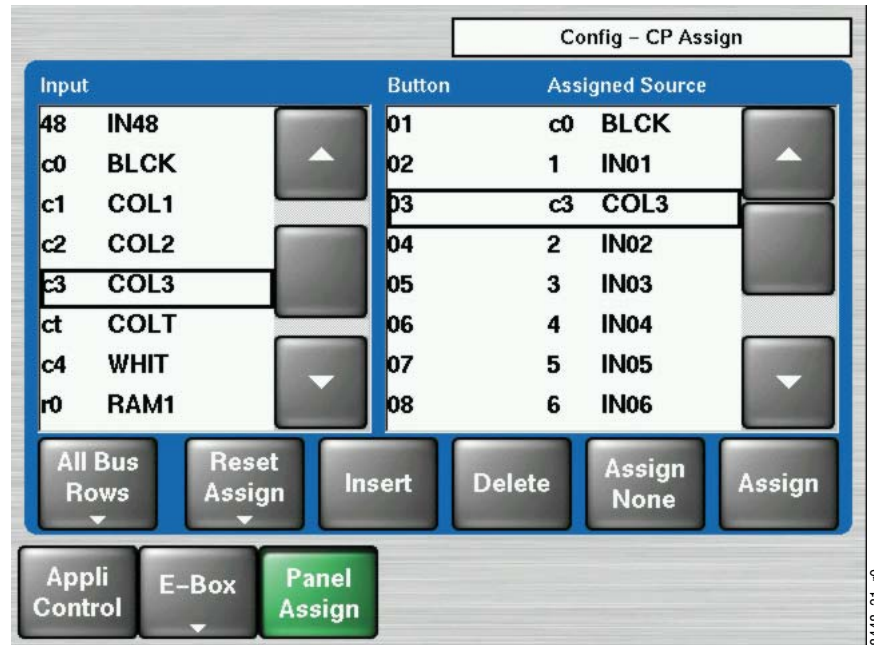 Config – CP Assign
Input Button Assigned Source
48 IN48
c0 BLCK
c1 COL1
c2 COL2
c3 COL3
ct COLT
c4 WHIT
r0 RAM1
01 c0 BLCK
02 1 IN01
03 c3 COL3
04 2 IN02
05 3 IN03
06 4 IN04
07 5 IN05
08 6 IN06
All Bus
Rows
Reset
Assign
Insert
Delete
Assign
None
Assign
Appli
Control
E–Box
Panel
Assign